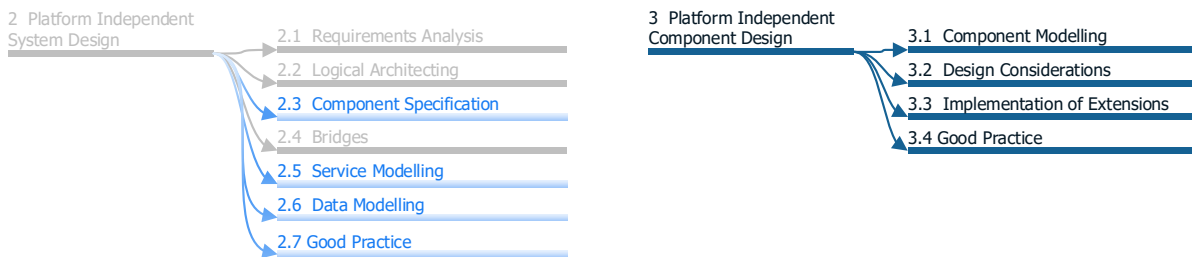 2 Platform Independent
System Design
2.1 Requirements Analysis
2.2 Logical Architecting
2.3 Component Specification
2.4 Bridges
2.5 Service Modelling
2.6 Data Modelling
2.7 Good Practice
3 Platform Independent
Component Design
3.1 Component Modelling
3.2 Design Considerations
3.3 Implementation of Extensions
3.4 Good Practice